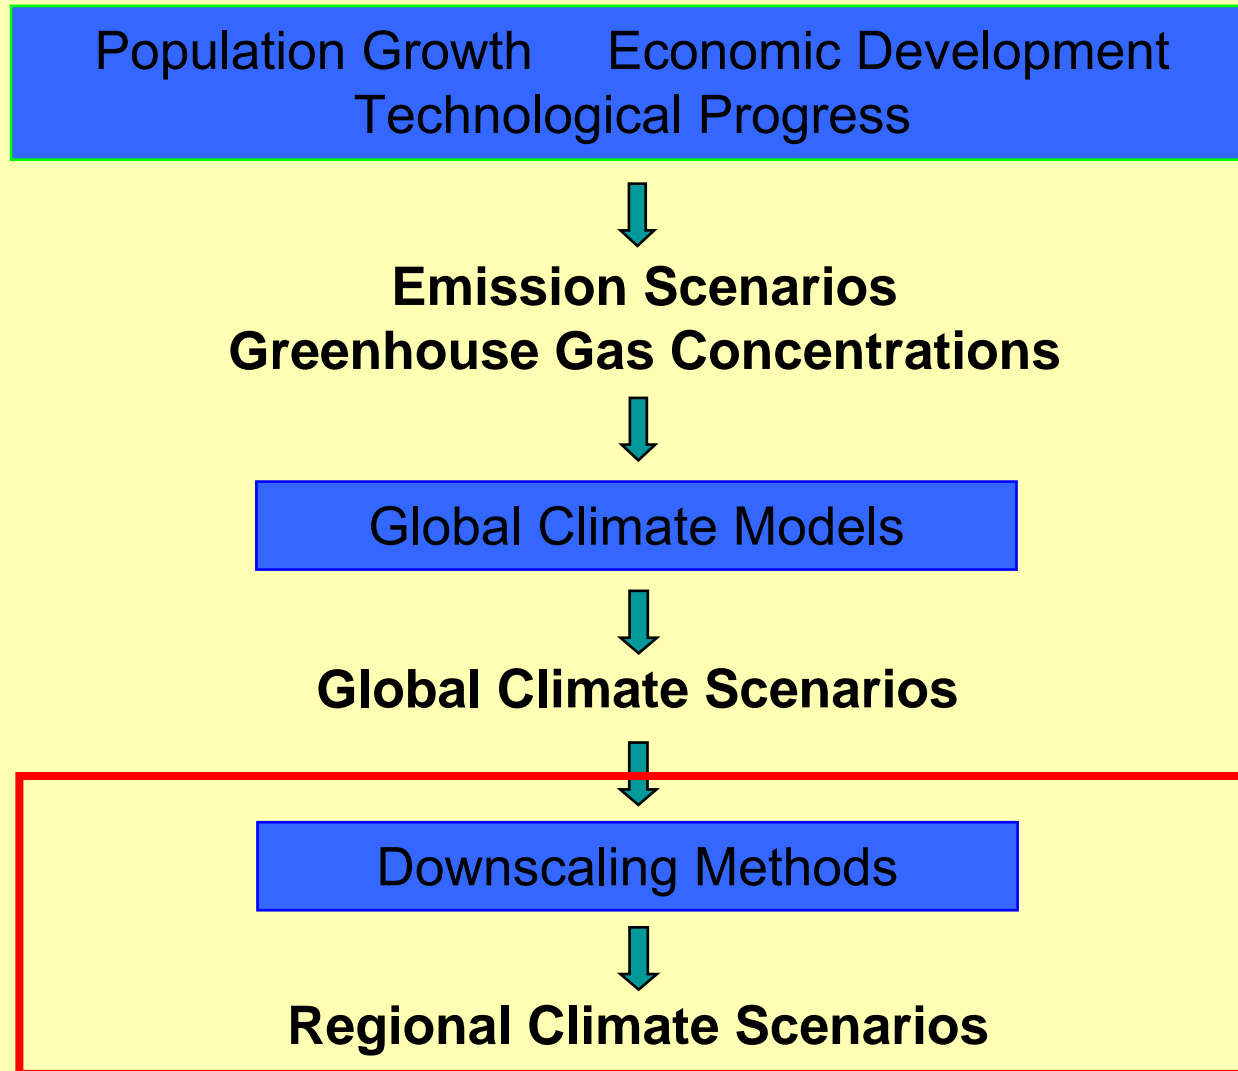 Population Growth Economic Development
Technological Progress
Emission Scenarios
Greenhouse Gas Concentrations
Global Climate Models
Global Climate Scenarios
Downscaling Methods
Regional Climate Scenarios